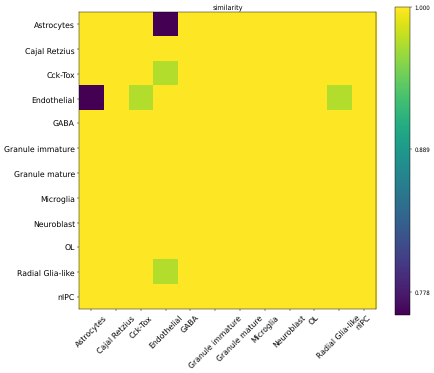 similarity
Astrocytes
Cajal Retzius
Cck-Tox
Endothelial
GABA
Granule immature
Granule mature
Microglia
Neuroblast
OL
Radial Glia-like
nIPC
Astrocytes
Cajal Retzius
Cck-Tox
Endothelial
GABA
Granule immature
Granule mature
Microglia
Neuroblast
OL
Radial Glia-like
nIPC
1.000
0.889
0.778